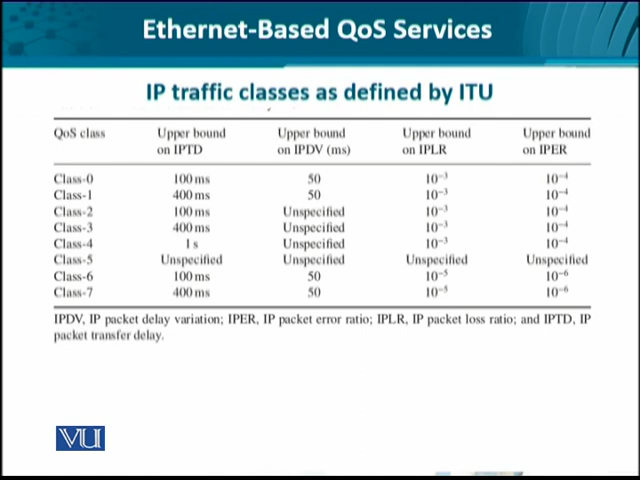 Ethernet-Based QoS Services
IP traffic classes as defined by ITU
QoS class Upper bound on IPTD Upper bound on IPDV (ms) Upper bound on IPLR Upper bound on IPER
Class-0 100 ms 50 10⁻³ 10⁻⁴
Class-1 400 ms 50 10⁻³ 10⁻⁴
Class-2 100 ms Unspecified 10⁻³ 10⁻⁴
Class-3 400 ms Unspecified 10⁻³ 10⁻⁴
Class-4 1 s Unspecified 10⁻³ 10⁻⁴
Class-5 Unspecified Unspecified Unspecified Unspecified
Class-6 100 ms 50 10⁻⁵ 10⁻⁶
Class-7 400 ms 50 10⁻⁵ 10⁻⁶
IPDV, IP packet delay variation; IPER, IP packet error ratio; IPLR, IP packet loss ratio; and IPTD, IP
packet transfer delay.
VU